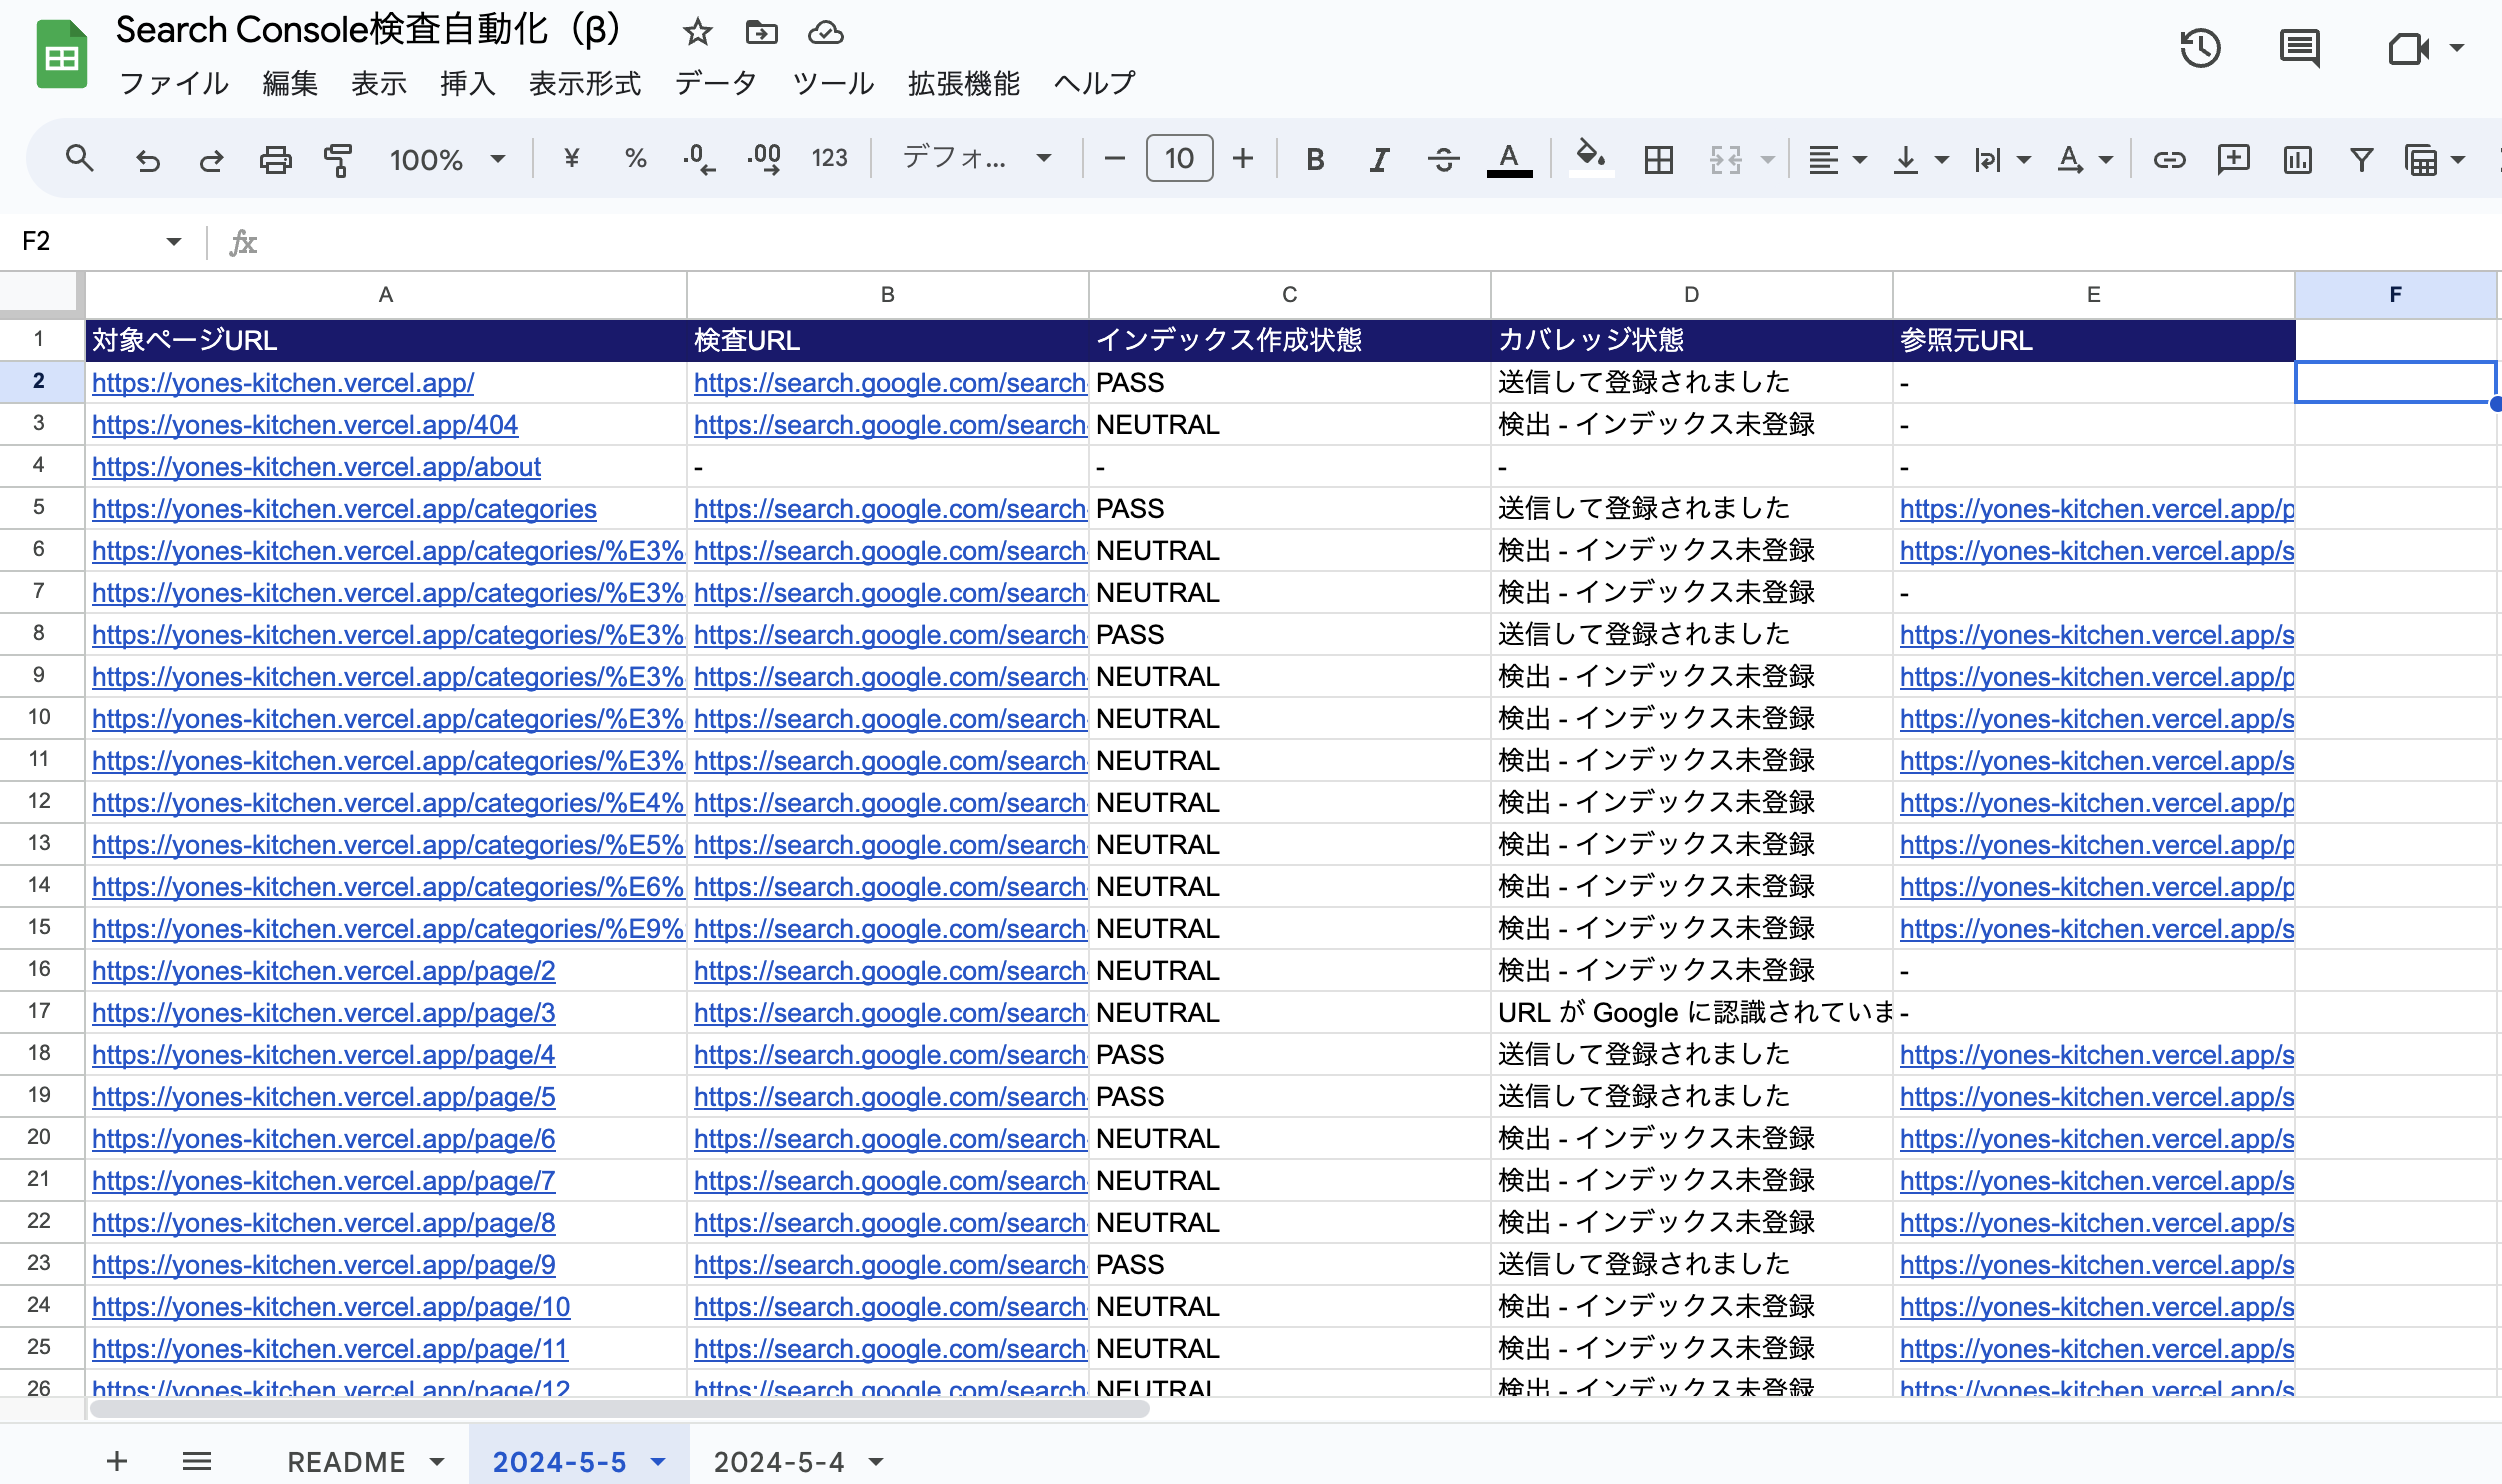 Search Console検査自動化（β）
ファイル 編集 表示 挿入 表示形式 データ ツール 拡張機能 ヘルプ
100% ¥ % .0 .00 123 デフォ... 10 B I A A
F2 fx
A B C D E F
1 対象ページURL 検査URL インデックス作成状態 カバレッジ状態 参照元URL
2 https://yones-kitchen.vercel.app/ https://search.google.com/search- PASS 送信して登録されました -
3 https://yones-kitchen.vercel.app/404 https://search.google.com/search- NEUTRAL 検出 - インデックス未登録 -
4 https://yones-kitchen.vercel.app/about - - - -
5 https://yones-kitchen.vercel.app/categories https://search.google.com/search- PASS 送信して登録されました https://yones-kitchen.vercel.app/p
6 https://yones-kitchen.vercel.app/categories/%E3% https://search.google.com/search- NEUTRAL 検出 - インデックス未登録 https://yones-kitchen.vercel.app/s
7 https://yones-kitchen.vercel.app/categories/%E3% https://search.google.com/search- NEUTRAL 検出 - インデックス未登録 -
8 https://yones-kitchen.vercel.app/categories/%E3% https://search.google.com/search- PASS 送信して登録されました https://yones-kitchen.vercel.app/s
9 https://yones-kitchen.vercel.app/categories/%E3% https://search.google.com/search- NEUTRAL 検出 - インデックス未登録 https://yones-kitchen.vercel.app/p
10 https://yones-kitchen.vercel.app/categories/%E3% https://search.google.com/search- NEUTRAL 検出 - インデックス未登録 https://yones-kitchen.vercel.app/s
11 https://yones-kitchen.vercel.app/categories/%E3% https://search.google.com/search- NEUTRAL 検出 - インデックス未登録 https://yones-kitchen.vercel.app/s
12 https://yones-kitchen.vercel.app/categories/%E4% https://search.google.com/search- NEUTRAL 検出 - インデックス未登録 https://yones-kitchen.vercel.app/p
13 https://yones-kitchen.vercel.app/categories/%E5% https://search.google.com/search- NEUTRAL 検出 - インデックス未登録 https://yones-kitchen.vercel.app/p
14 https://yones-kitchen.vercel.app/categories/%E6% https://search.google.com/search- NEUTRAL 検出 - インデックス未登録 https://yones-kitchen.vercel.app/p
15 https://yones-kitchen.vercel.app/categories/%E9% https://search.google.com/search- NEUTRAL 検出 - インデックス未登録 https://yones-kitchen.vercel.app/s
16 https://yones-kitchen.vercel.app/page/2 https://search.google.com/search- NEUTRAL 検出 - インデックス未登録 -
17 https://yones-kitchen.vercel.app/page/3 https://search.google.com/search- NEUTRAL URL が Google に認識されていま -
18 https://yones-kitchen.vercel.app/page/4 https://search.google.com/search- PASS 送信して登録されました https://yones-kitchen.vercel.app/s
19 https://yones-kitchen.vercel.app/page/5 https://search.google.com/search- PASS 送信して登録されました https://yones-kitchen.vercel.app/s
20 https://yones-kitchen.vercel.app/page/6 https://search.google.com/search- NEUTRAL 検出 - インデックス未登録 https://yones-kitchen.vercel.app/s
21 https://yones-kitchen.vercel.app/page/7 https://search.google.com/search- NEUTRAL 検出 - インデックス未登録 https://yones-kitchen.vercel.app/s
22 https://yones-kitchen.vercel.app/page/8 https://search.google.com/search- NEUTRAL 検出 - インデックス未登録 https://yones-kitchen.vercel.app/s
23 https://yones-kitchen.vercel.app/page/9 https://search.google.com/search- PASS 送信して登録されました https://yones-kitchen.vercel.app/s
24 https://yones-kitchen.vercel.app/page/10 https://search.google.com/search- NEUTRAL 検出 - インデックス未登録 https://yones-kitchen.vercel.app/s
25 https://yones-kitchen.vercel.app/page/11 https://search.google.com/search- NEUTRAL 検出 - インデックス未登録 https://yones-kitchen.vercel.app/s
26 https://yones-kitchen.vercel.app/page/12 https://search.google.com/search- NEUTRAL 検出 - インデックス未登録 https://yones-kitchen.vercel.app/s
README 2024-5-5 2024-5-4